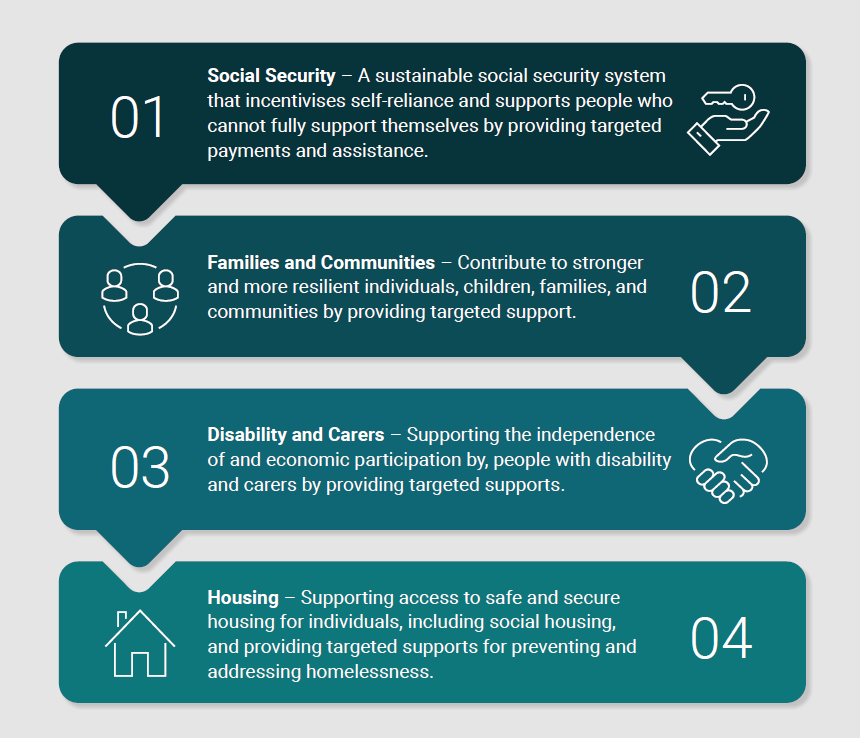 01
Social Security – A sustainable social security system
that incentivises self-reliance and supports people who
cannot fully support themselves by providing targeted
payments and assistance.
Families and Communities – Contribute to stronger
and more resilient individuals, children, families, and
communities by providing targeted support.
02
03
Disability and Carers – Supporting the independence
of and economic participation by, people with disability
and carers by providing targeted supports.
Housing – Supporting access to safe and secure
housing for individuals, including social housing,
and providing targeted supports for preventing and
addressing homelessness.
04